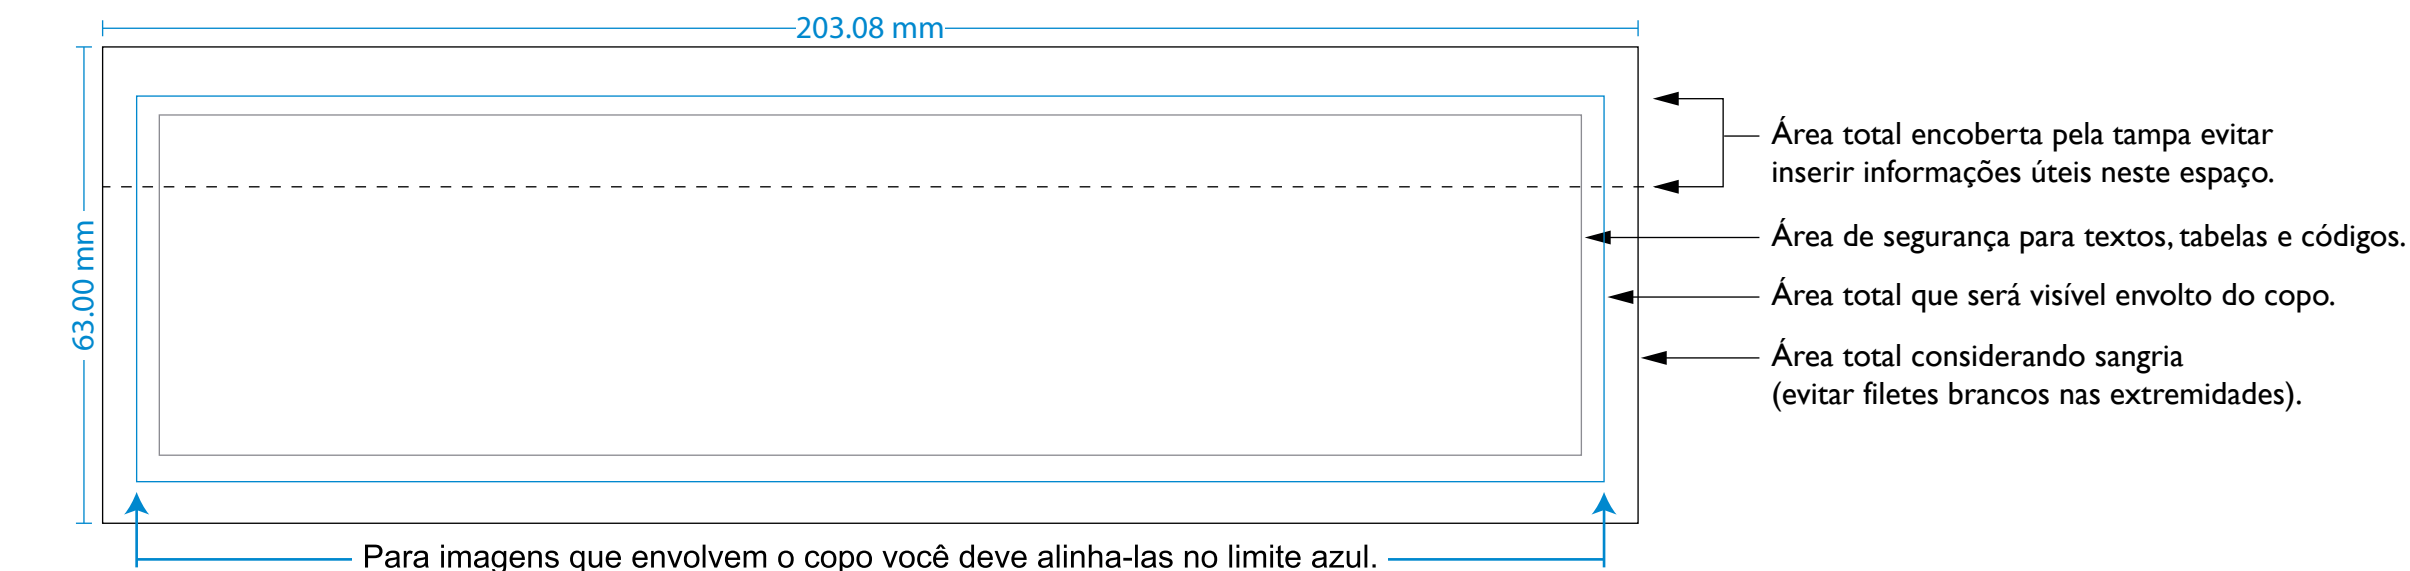 203.08 mm
63.00 mm
Área total encoberta pela tampa evitar
inserir informações úteis neste espaço.
Área de segurança para textos, tabelas e códigos.
Área total que será visível envolto do copo.
Área total considerando sangria
(evitar filetes brancos nas extremidades).
Para imagens que envolvem o copo você deve alinha-las no limite azul.